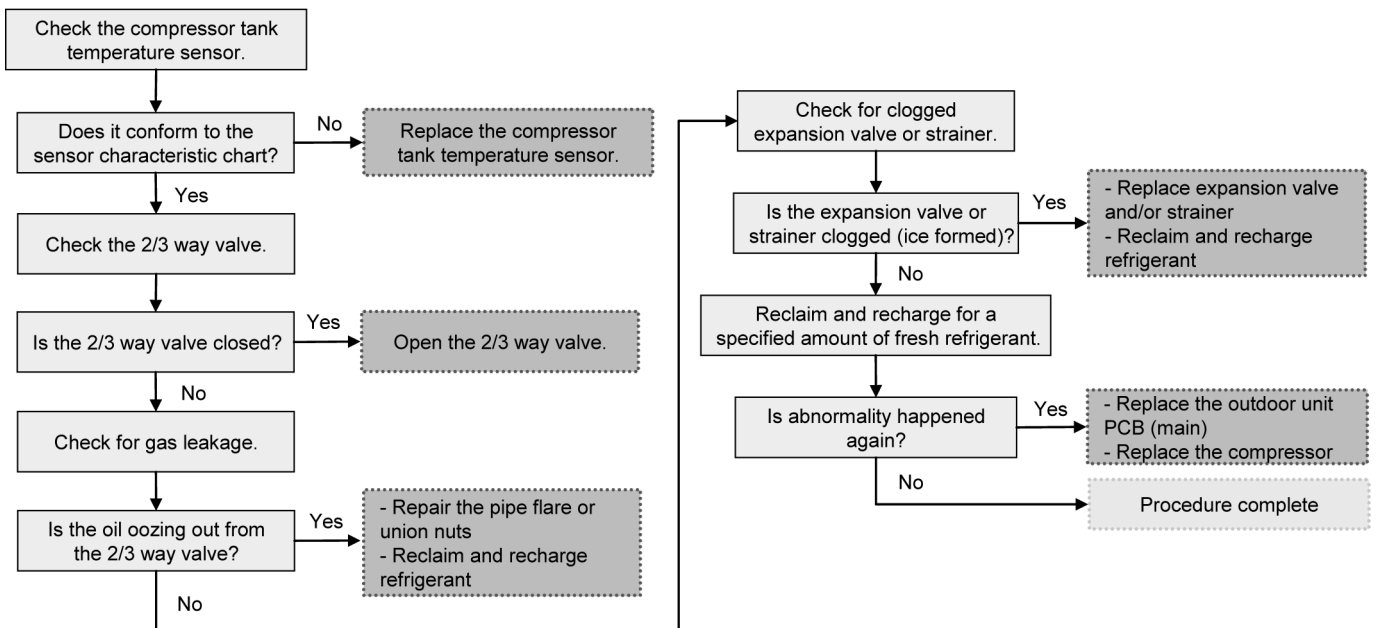 Check the compressor tank
temperature sensor.
Does it conform to the
sensor characteristic chart?
No
Replace the compressor
tank temperature sensor.
Yes
Check the 2/3 way valve.
Is the 2/3 way valve closed?
Yes
Open the 2/3 way valve.
No
Check for gas leakage.
Is the oil oozing out from
the 2/3 way valve?
Yes
- Repair the pipe flare or
union nuts
- Reclaim and recharge
refrigerant
No
Check for clogged
expansion valve or strainer.
Is the expansion valve or
strainer clogged (ice formed)?
Yes
- Replace expansion valve
and/or strainer
- Reclaim and recharge
refrigerant
No
Reclaim and recharge for a
specified amount of fresh refrigerant.
Is abnormality happened
again?
Yes
- Replace the outdoor unit
PCB (main)
- Replace the compressor
No
Procedure complete